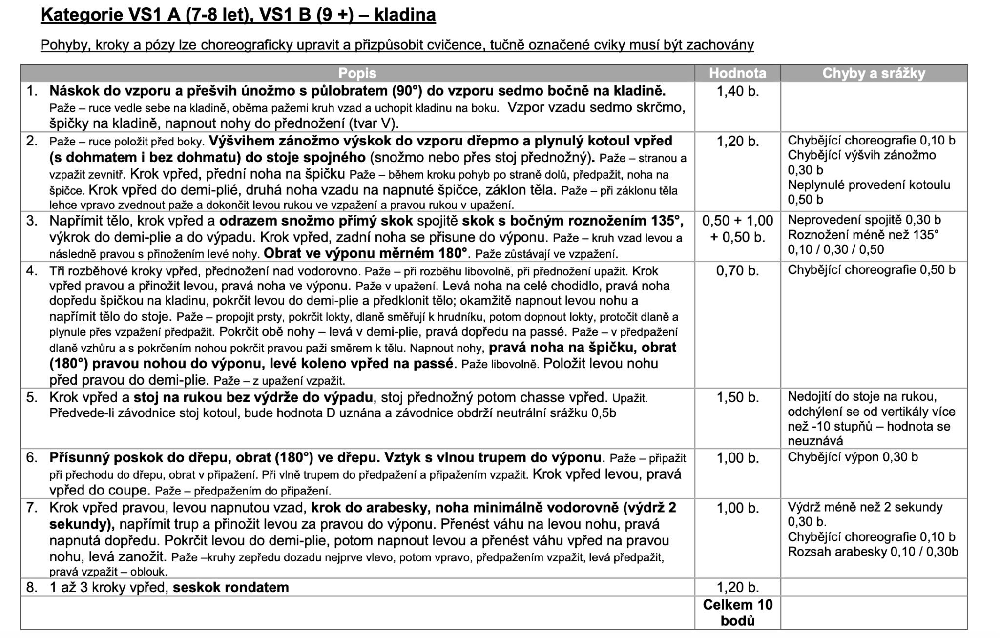 Kategorie VS1 A (7-8 let), VS1 B (9 +) – kladina
Pohyby, kroky a pózy lze choreograficky upravit a přizpůsobit cvičence, tučně označené cviky musí být zachovány
Popis
Hodnota
Chyby a srážky
1. Náskok do vzporu a přešvih únožmo s půlobratem (90°) do vzporu sedmo bočně na kladině.
Paže – ruce vedle sebe na kladině, oběma pažemi kruh vzad a uchopit kladinu na boku. Vzpor vzadu sedmo skrčmo,
špičky na kladině, napnout nohy do přednožení (tvar V).
1,40 b.
2. Paže – ruce položit před boky. Výšvihem zánožmo výskok do vzporu dřepmo a plynulý kotoul vpřed
(s dohmatem i bez dohmatu) do stoje spojného (snožmo nebo přes stoj přednožný). Paže – stranou a
vzpažit zevnitř. Krok vpřed, přední noha na špičku Paže – během kroku pohyb po straně dolů, předpažit, noha na
špičce. Krok vpřed do demi-plié, druhá noha vzadu na napnuté špičce, záklon těla. Paže – při záklonu těla
lehce vpravo zvednout paže a dokončit levou rukou ve vzpažení a pravou rukou v upažení.
1,20 b.
Chybějící choreografie 0,10 b
Chybějící výšvih zánožmo
0,30 b
Neplynulé provedení kotoulu
0,50 b
3. Napřímit tělo, krok vpřed a odrazem snožmo přímý skok spojitě skok s bočným roznožením 135°,
výkrok do demi-plie a do výpadu. Krok vpřed, zadní noha se přisune do výponu. Paže – kruh vzad levou a
následně pravou s přinožením levé nohy. Obrat ve výponu měrném 180°. Paže zůstávají ve vzpažení.
0,50 + 1,00
+ 0,50 b.
Neprovedení spojitě 0,30 b
Roznožení méně než 135°
0,10 / 0,30 / 0,50
4. Tři rozběhové kroky vpřed, přednožení nad vodorovno. Paže – při rozběhu libovolně, při přednožení upažit. Krok
vpřed pravou a přinožit levou, pravá noha ve výponu. Paže v upažení. Levá noha na celé chodidlo, pravá noha
dopředu špičkou na kladinu, pokrčit levou do demi-plie a předklonit tělo; okamžitě napnout levou nohu a
napřímit tělo do stoje. Paže – propojit prsty, pokrčit lokty, dlaně směřují k hrudníku, potom dopnout lokty, protočit dlaně a
plynule přes vzpažení předpažit. Pokrčit obě nohy – levá v demi-plie, pravá dopředu na passé. Paže – v předpažení
dlaně vzhůru a s pokrčením nohou pokrčit pravou paži směrem k tělu. Napnout nohy, pravá noha na špičku, obrat
(180°) pravou nohou do výponu, levé koleno vpřed na passé. Paže libovolně. Položit levou nohu
před pravou do demi-plie. Paže – z upažení vzpažit.
0,70 b.
Chybějící choreografie 0,50 b
5. Krok vpřed a stoj na rukou bez výdrže do výpadu, stoj přednožný potom chasse vpřed. Upažit.
Předvede-li závodnice stoj kotoul, bude hodnota D uznána a závodnice obdrží neutrální srážku 0,5b
1,50 b.
Nedojití do stoje na rukou,
odchýlení se od vertikály více
než -10 stupňů – hodnota se
neuznává
6. Přísunný poskok do dřepu, obrat (180°) ve dřepu. Vztyk s vlnou trupem do výponu. Paže – připažit
při přechodu do dřepu, obrat v připažení. Při vlně trupem do předpažení a připažením vzpažit. Krok vpřed levou, pravá
vpřed do coupe. Paže – předpažením do připažení.
1,00 b.
Chybějící výpon 0,30 b
7. Krok vpřed pravou, levou napnutou vzad, krok do arabesky, noha minimálně vodorovně (výdrž 2
sekundy), napřímit trup a přinožit levou za pravou do výponu. Přenést váhu na levou nohu, pravá
napnutá dopředu. Pokrčit levou do demi-plie, potom napnout levou a přenést váhu vpřed na pravou
nohu, levá zanožit. Paže –kruhy zepředu dozadu nejprve vlevo, potom vpravo, předpažením vzpažit, levá předpažit,
pravá vzpažit – oblouk.
1,00 b.
Výdrž méně než 2 sekundy
0,30 b.
Chybějící choreografie 0,10 b
Rozsah arabesky 0,10 / 0,30b
8. 1 až 3 kroky vpřed, seskok rondatem
1,20 b.
Celkem 10
bodů